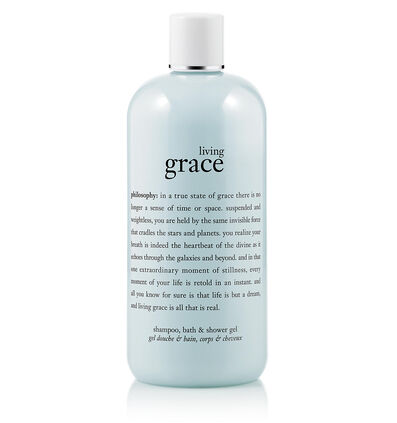 living
grace
philosophy: in a true state of grace there is no
longer a sense of time or space. suspended and
weightless, you are held by the same invisible force
that cradles the stars and planets. you realize your
breath is indeed the heartbeat of the divine as it
echoes through the galaxies and beyond. and in that
one extraordinary moment of stillness, every
moment of your life is retold in an instant. and
all you know for sure is that life is but a dream,
and living grace is all that is real.
shampoo, bath & shower gel
gel douche & bain, corps & cheveux